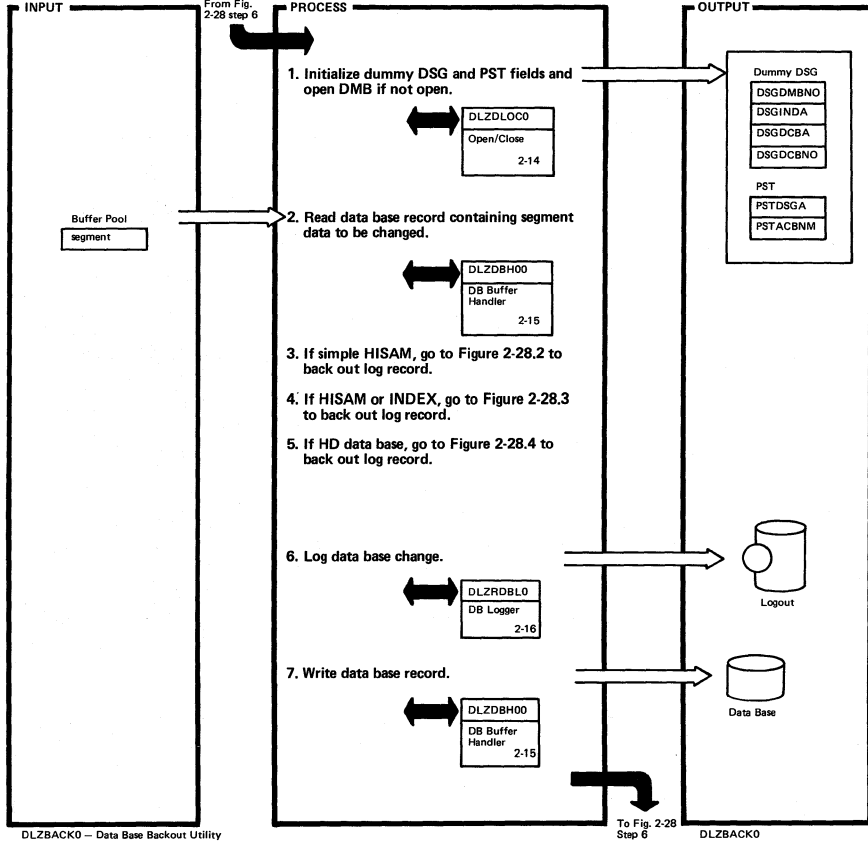 INPUT
From Fig.
2-28 step 6
PROCESS
OUTPUT
1. Initialize dummy DSG and PST fields and
open DMB if not open.
DLZDLOC0
Open/Close
2-14
Dummy DSG
DSGDMBNO
DSGINDA
DSGDCBA
DSGDCBNO
PST
PSTDSGA
PSTACBNM
Buffer Pool
segment
2. Read data base record containing segment
data to be changed.
DLZDBH00
DB Buffer
Handler
2-15
3. If simple HISAM, go to Figure 2-28.2 to
back out log record.
4. If HISAM or INDEX, go to Figure 2-28.3
to back out log record.
5. If HD data base, go to Figure 2-28.4 to
back out log record.
6. Log data base change.
DLZRDBL0
DB Logger
2-16
Logout
7. Write data base record.
DLZDBH00
DB Buffer
Handler
2-15
Data Base
To Fig. 2-28
Step 6
DLZBACK0 — Data Base Backout Utility
DLZBACK0